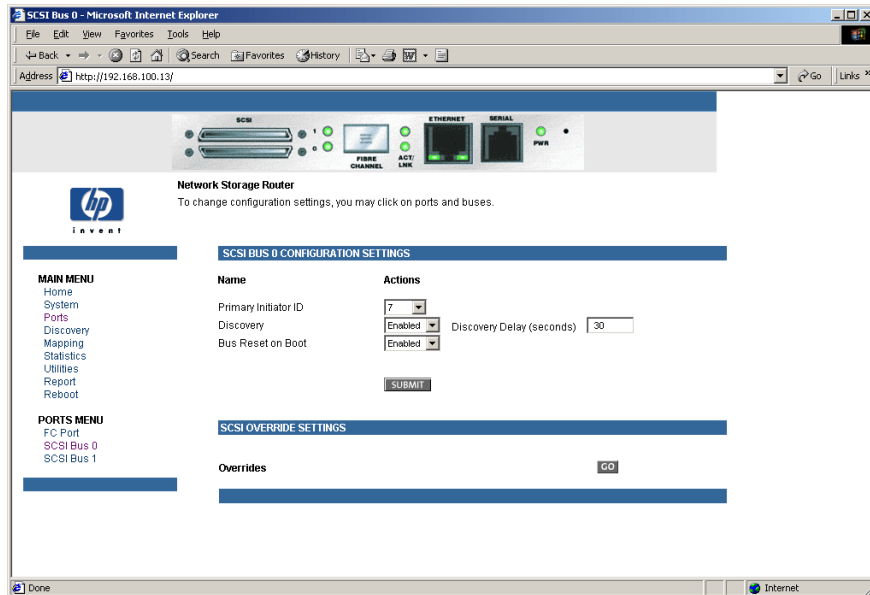 SCSI Bus 0 - Microsoft Internet Explorer
File Edit View Favorites Tools Help
Back Search Favorites History
Address http://192.168.100.13/ Go Links »
SCSI 1 0 FIBRE CHANNEL ACT/ LNK ETHERNET SERIAL PWR
hp
invent
Network Storage Router
To change configuration settings, you may click on ports and buses.
SCSI BUS 0 CONFIGURATION SETTINGS
MAIN MENU
Home
System
Ports
Discovery
Mapping
Statistics
Utilities
Report
Reboot
PORTS MENU
FC Port
SCSI Bus 0
SCSI Bus 1
Name Actions
Primary Initiator ID 7
Discovery Enabled Discovery Delay (seconds) 30
Bus Reset on Boot Enabled
SUBMIT
SCSI OVERRIDE SETTINGS
Overrides GO
Done Internet